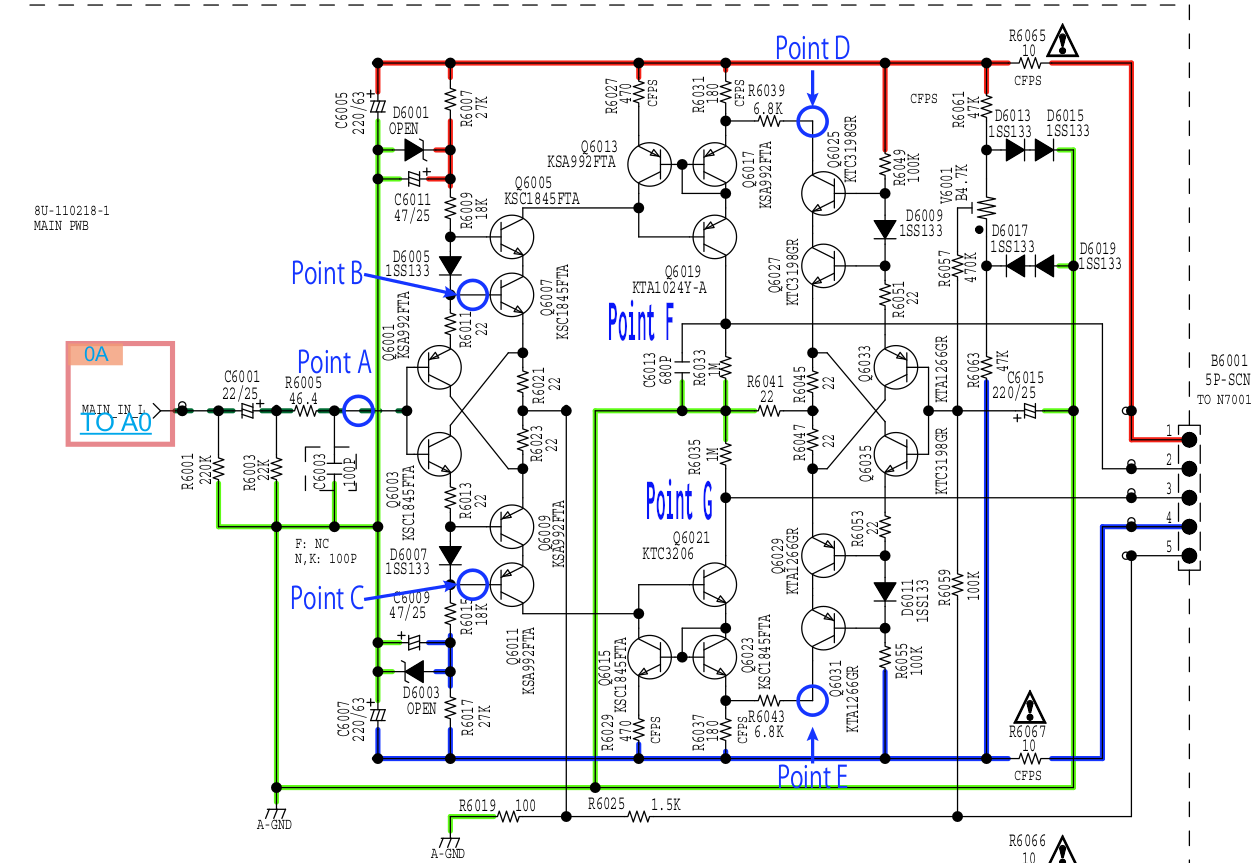 R6065
10
CFPS
Point D
C6005
220/63
D6001
OPEN
R6007
27K
R6027
470
CFPS
R6031
180
CFPS
R6039
6.8K
CFPS
R6061
47K
D6013
1SS133
D6015
1SS133
Q6013
KSA992FTA
Q6017
KSA992FTA
Q6025
KTC3198GR
R6049
100K
V6001
B4.7K
8U-110218-1
MAIN PWB
C6011
47/25
R6009
18K
Q6005
KSC1845FTA
D6009
1SS133
D6017
1SS133
D6019
1SS133
Point B
D6005
1SS133
Q6007
KSC1845FTA
Q6019
KTA1024Y-A
Q6027
KTC3198GR
R6051
22
R6057
470K
Q6001
KSA992FTA
R6011
22
Point F
C6013
680P
R6033
1M
Q6033
KTA1266GR
R6063
47K
0A
MAIN_IN_L
TO A0
C6001
22/25
R6005
46.4
Point A
R6021
22
R6041
22
R6045
22
C6015
220/25
B6001
5P-SCN
TO N7001
R6001
220K
R6003
22K
C6003
100P
Q6003
KSC1845FTA
R6013
22
R6023
22
R6035
1M
R6047
22
Q6035
KTC3198GR
1
2
3
4
5
F: NC
N,K: 100P
Point G
D6007
1SS133
Q6009
KSA992FTA
Q6021
KTC3206
Q6029
KTA1266GR
R6053
22
Point C
C6009
47/25
R6015
18K
D6011
1SS133
R6059
100K
Q6011
KSA992FTA
Q6015
KSC1845FTA
Q6023
KSC1845FTA
Q6031
KTA1266GR
R6055
100K
D6003
OPEN
C6007
220/63
R6017
27K
R6029
470
CFPS
R6037
180
CFPS
R6043
6.8K
R6067
10
CFPS
Point E
A-GND
R6019
100
R6025
1.5K
A-GND
R6066
10